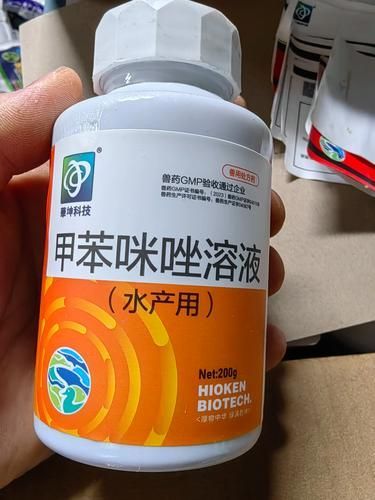 華坤科技
®
兽用处方药
兽药GMP验收通过企业
甲苯咪唑溶液
（水产用）
Net:200g
HIOKEN
BIOTECH.